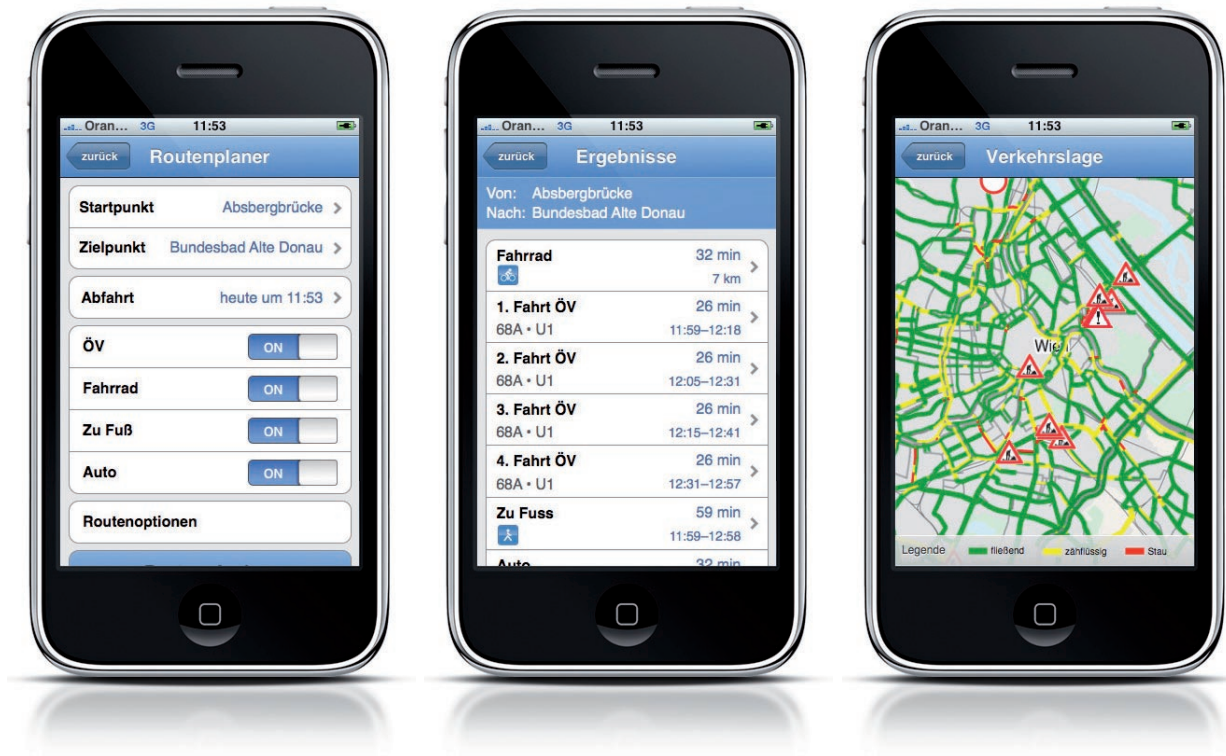 Oran... 3G 11:53
zurück Routenplaner
Startpunkt Absbergbrücke
Zielpunkt Bundesbad Alte Donau
Abfahrt heute um 11:53
ÖV ON
Fahrrad ON
Zu Fuß ON
Auto ON
Routenoptionen
Oran... 3G 11:53
zurück Ergebnisse
Von: Absbergbrücke
Nach: Bundesbad Alte Donau
Fahrrad 32 min
7 km
1. Fahrt ÖV 26 min
68A • U1 11:59–12:18
2. Fahrt ÖV 26 min
68A • U1 12:05–12:31
3. Fahrt ÖV 26 min
68A • U1 12:15–12:41
4. Fahrt ÖV 26 min
68A • U1 12:31–12:57
Zu Fuss 59 min
11:59–12:58
Auto 32 min
Oran... 3G 11:53
zurück Verkehrslage
Wien
Legende fließend zähflüssig Stau